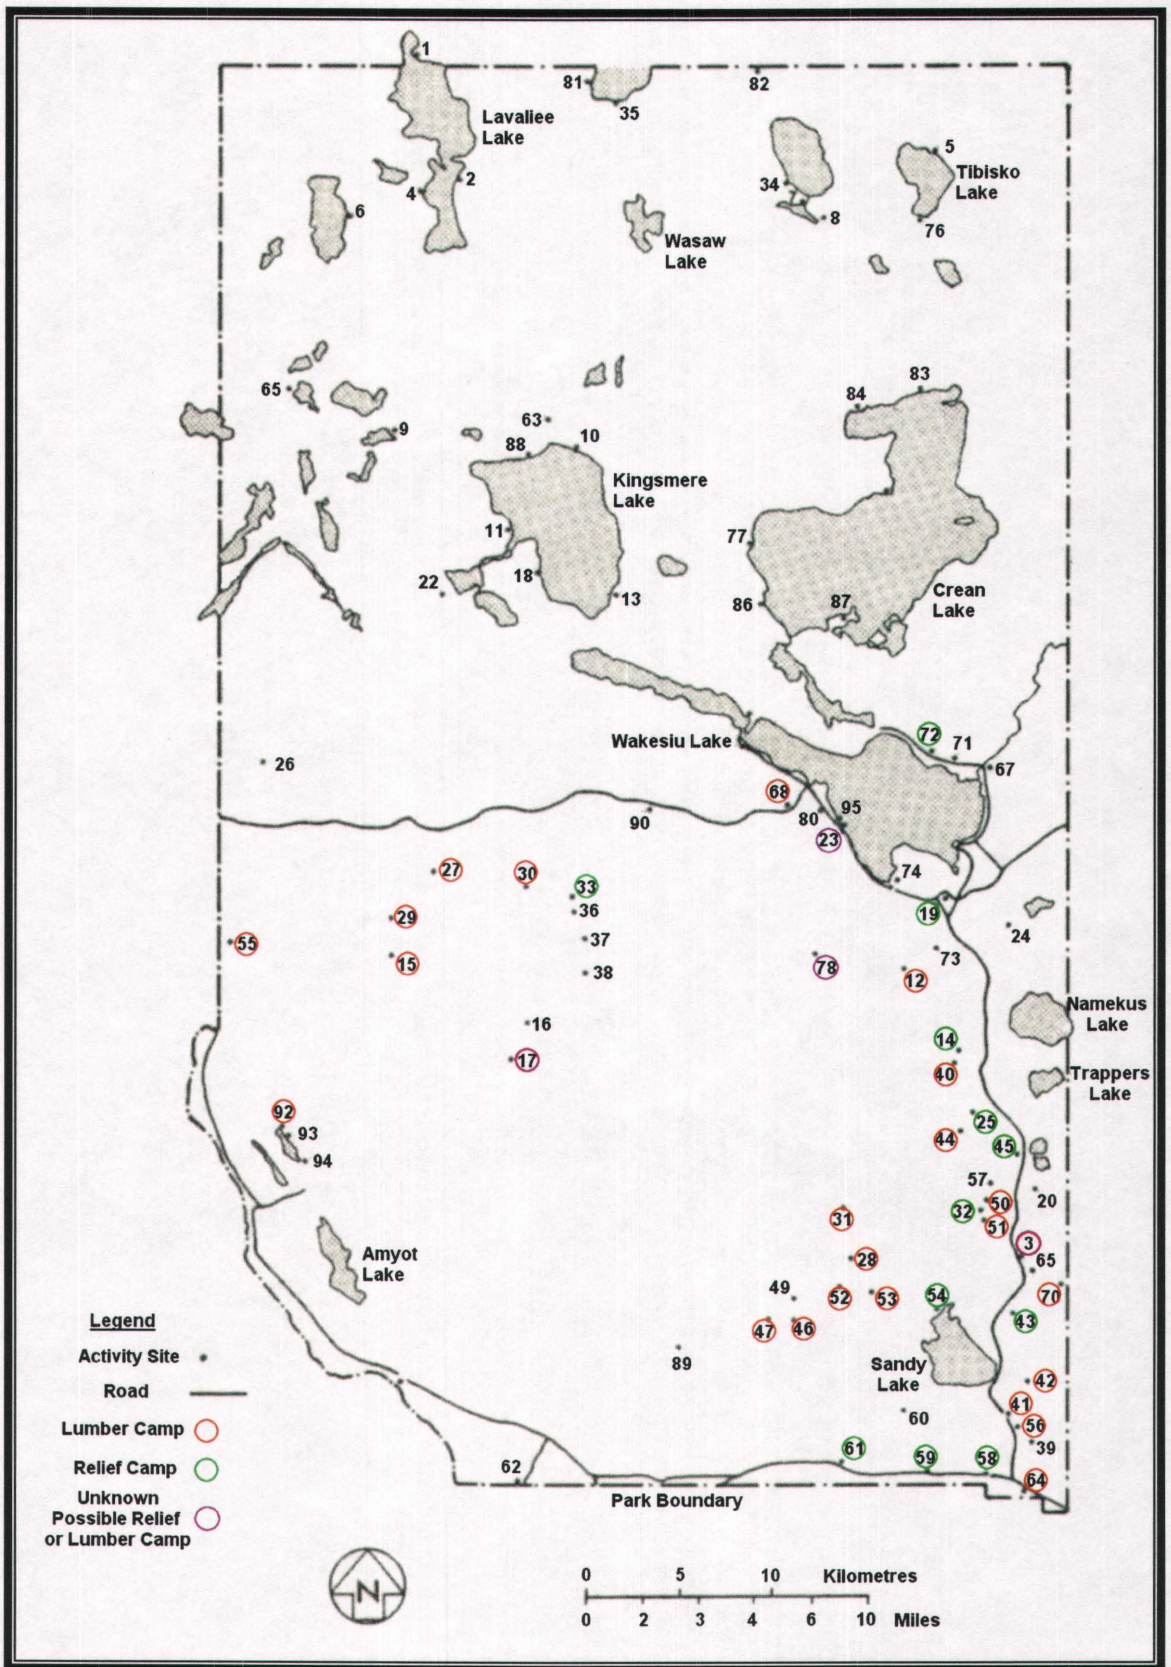 1
81
82
35
Lavaliee
Lake
5
Tibisko
Lake
34
2
4
6
8
76
Wasaw
Lake
65
83
84
63
9
88
10
Kingsmere
Lake
11
77
22
18
13
86
87
Crean
Lake
72
71
Wakesiu Lake
26
67
68
95
90
80
23
27
30
33
74
36
19
29
24
37
55
73
15
78
38
12
16
Namekus
Lake
14
17
40
Trappers
Lake
92
25
93
44
45
94
57
20
50
32
31
51
3
Amyot
Lake
28
65
49
52
53
54
70
43
47
46
89
Sandy
Lake
42
41
60
56
39
61
59
58
62
64
Park Boundary
Legend
Activity Site
Road
Lumber Camp
Relief Camp
Unknown
Possible Relief
or Lumber Camp
N
0 5 10 Kilometres
0 2 3 4 6 10 Miles